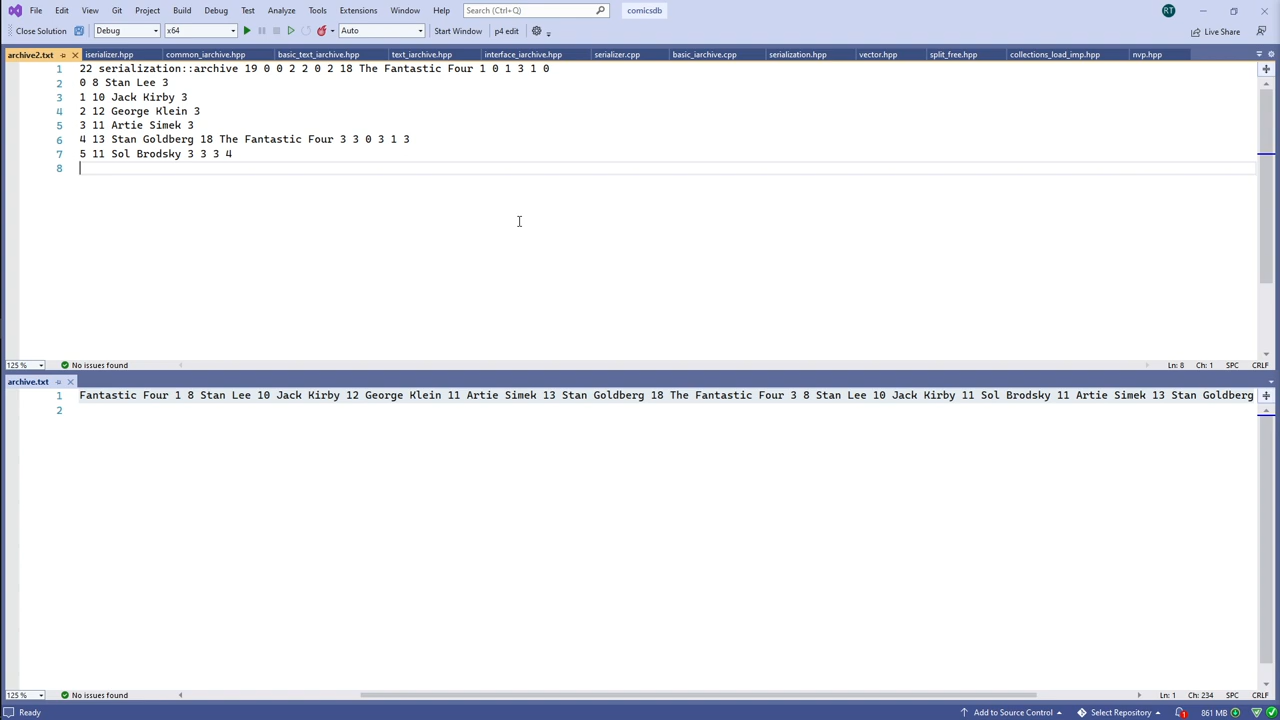 File Edit View Git Project Build Debug Test Analyze Tools Extensions Window Help Search (Ctrl+Q) comicsdb RT
Close Solution Debug x64 Auto Start Window p4 edit Live Share
archive2.txt iserializer.hpp common_iarchive.hpp basic_text_iarchive.hpp text_iarchive.hpp interface_iarchive.hpp serializer.cpp basic_iarchive.cpp serialization.hpp vector.hpp split_free.hpp collections_load_imp.hpp nvp.hpp
1 22 serialization::archive 19 0 0 2 2 0 2 18 The Fantastic Four 1 0 1 3 1 0
2 0 8 Stan Lee 3
3 1 10 Jack Kirby 3
4 2 12 George Klein 3
5 3 11 Artie Simek 3
6 4 13 Stan Goldberg 18 The Fantastic Four 3 3 0 3 1 3
7 5 11 Sol Brodsky 3 3 3 4
8
125 % No issues found Ln: 8 Ch: 1 SPC CRLF
archive.txt
1 Fantastic Four 1 8 Stan Lee 10 Jack Kirby 12 George Klein 11 Artie Simek 13 Stan Goldberg 18 The Fantastic Four 3 8 Stan Lee 10 Jack Kirby 11 Sol Brodsky 11 Artie Simek 13 Stan Goldberg
2
125 % No issues found Ln: 1 Ch: 234 SPC CRLF
Ready Add to Source Control Select Repository 861 MB